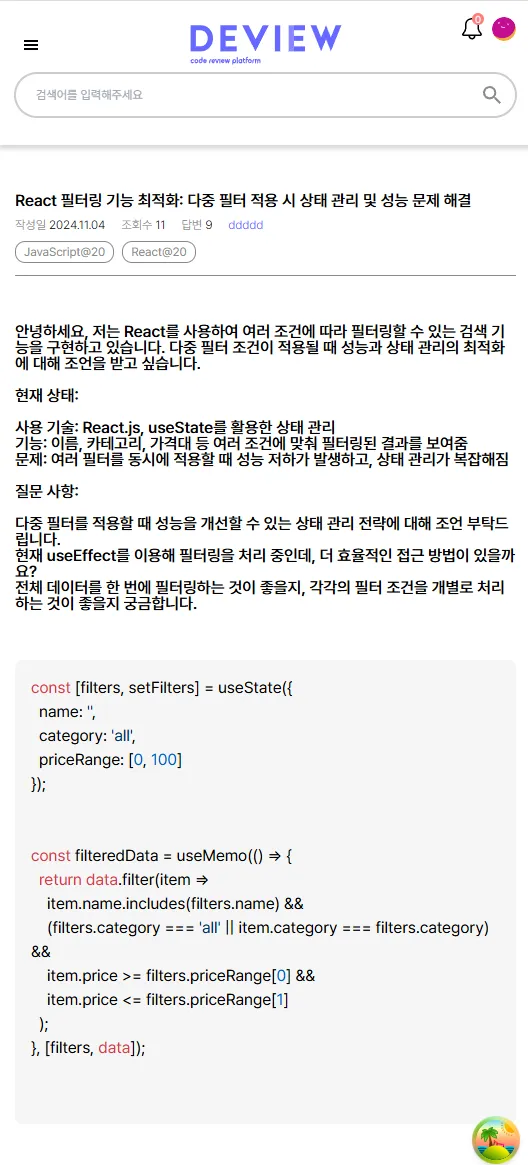 0
DEVIEW
code review platform
검색어를 입력해주세요
React 필터링 기능 최적화: 다중 필터 적용 시 상태 관리 및 성능 문제 해결
작성일 2024.11.04 조회수 11 답변 9 ddddd
JavaScript@20 React@20
안녕하세요, 저는 React를 사용하여 여러 조건에 따라 필터링할 수 있는 검색 기
능을 구현하고 있습니다. 다중 필터 조건이 적용될 때 성능과 상태 관리의 최적화
에 대해 조언을 받고 싶습니다.
현재 상태:
사용 기술: React.js, useState를 활용한 상태 관리
기능: 이름, 카테고리, 가격대 등 여러 조건에 맞춰 필터링된 결과를 보여줌
문제: 여러 필터를 동시에 적용할 때 성능 저하가 발생하고, 상태 관리가 복잡해짐
질문 사항:
다중 필터를 적용할 때 성능을 개선할 수 있는 상태 관리 전략에 대해 조언 부탁드
립니다.
현재 useEffect를 이용해 필터링을 처리 중인데, 더 효율적인 접근 방법이 있을까
요?
전체 데이터를 한 번에 필터링하는 것이 좋을지, 각각의 필터 조건을 개별로 처리
하는 것이 좋을지 궁금합니다.
const [filters, setFilters] = useState({
name: '',
category: 'all',
priceRange: [0, 100]
});
const filteredData = useMemo(() => {
return data.filter(item =>
item.name.includes(filters.name) &&
(filters.category === 'all' || item.category === filters.category)
&&
item.price >= filters.priceRange[0] &&
item.price <= filters.priceRange[1]
);
}, [filters, data]);